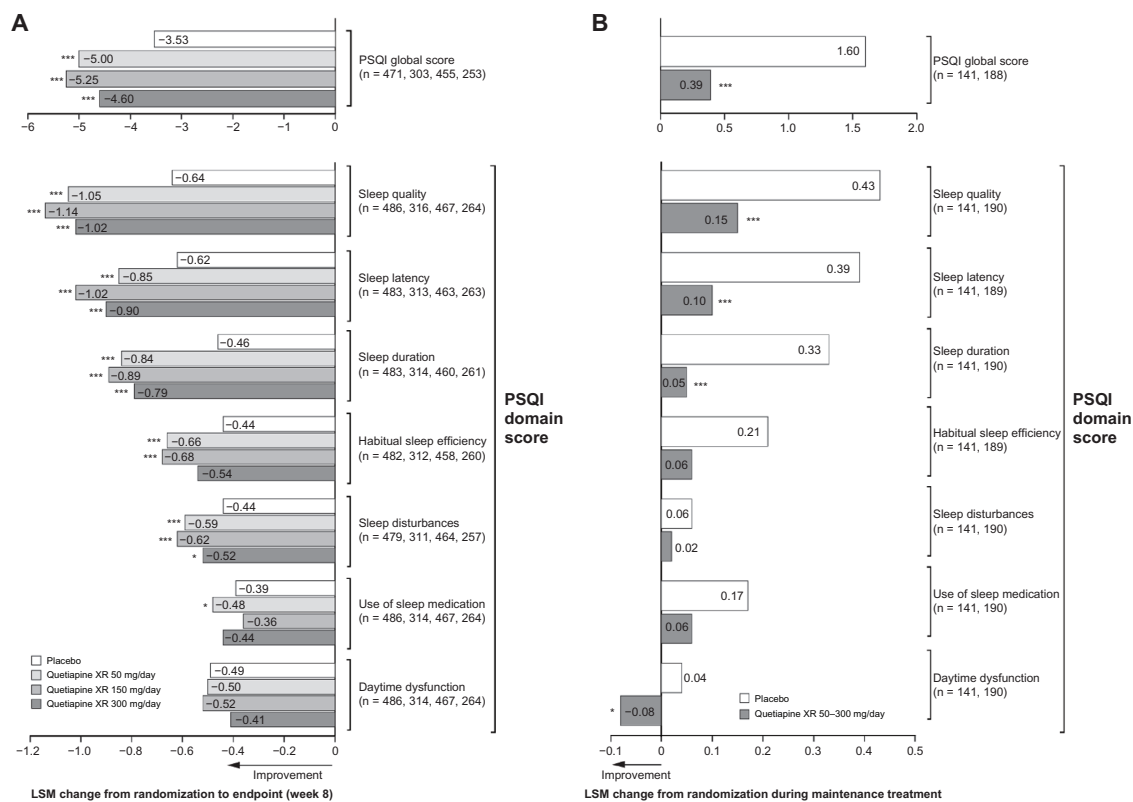 A
−3.53
*** −5.00
*** −5.25
*** −4.60
PSQI global score
(n = 471, 303, 455, 253)
−6 −5 −4 −3 −2 −1 0
−0.64
*** −1.05
*** −1.14
*** −1.02
Sleep quality
(n = 486, 316, 467, 264)
−0.62
*** −0.85
*** −1.02
*** −0.90
Sleep latency
(n = 483, 313, 463, 263)
−0.46
*** −0.84
*** −0.89
*** −0.79
Sleep duration
(n = 483, 314, 460, 261)
−0.44
*** −0.66
*** −0.68
−0.54
Habitual sleep efficiency
(n = 482, 312, 458, 260)
−0.44
*** −0.59
*** −0.62
* −0.52
Sleep disturbances
(n = 479, 311, 464, 257)
−0.39
* −0.48
−0.36
−0.44
Use of sleep medication
(n = 486, 314, 467, 264)
−0.49
−0.50
−0.52
−0.41
Daytime dysfunction
(n = 486, 314, 467, 264)
PSQI
domain
score
Placebo
Quetiapine XR 50 mg/day
Quetiapine XR 150 mg/day
Quetiapine XR 300 mg/day
−1.2 −1.0 −0.8 −0.6 −0.4 −0.2 0
Improvement
LSM change from randomization to endpoint (week 8)
B
1.60
0.39 ***
PSQI global score
(n = 141, 188)
0 0.5 1.0 1.5 2.0
0.43
0.15 ***
Sleep quality
(n = 141, 190)
0.39
0.10 ***
Sleep latency
(n = 141, 189)
0.33
0.05 ***
Sleep duration
(n = 141, 190)
0.21
0.06
Habitual sleep efficiency
(n = 141, 189)
0.06
0.02
Sleep disturbances
(n = 141, 190)
0.17
0.06
Use of sleep medication
(n = 141, 190)
0.04
* −0.08
Daytime dysfunction
(n = 141, 190)
PSQI
domain
score
Placebo
Quetiapine XR 50–300 mg/day
−0.1 0 0.1 0.2 0.3 0.4 0.5
Improvement
LSM change from randomization during maintenance treatment